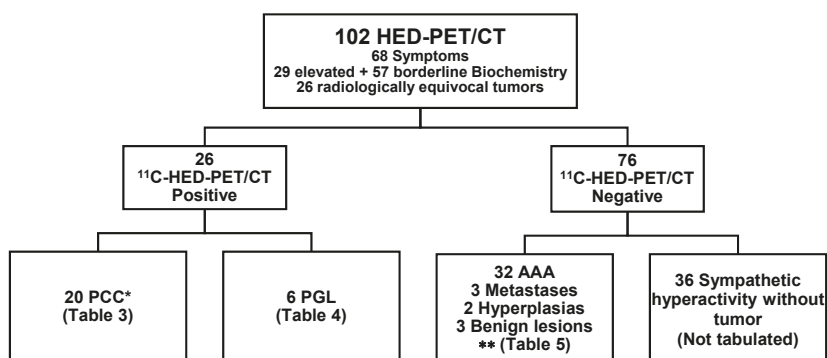 102 HED-PET/CT
68 Symptoms
29 elevated + 57 borderline Biochemistry
26 radiologically equivocal tumors
26
¹¹C-HED-PET/CT
Positive
76
¹¹C-HED-PET/CT
Negative
20 PCC*
(Table 3)
6 PGL
(Table 4)
32 AAA
3 Metastases
2 Hyperplasias
3 Benign lesions
** (Table 5)
36 Sympathetic
hyperactivity without
tumor
(Not tabulated)